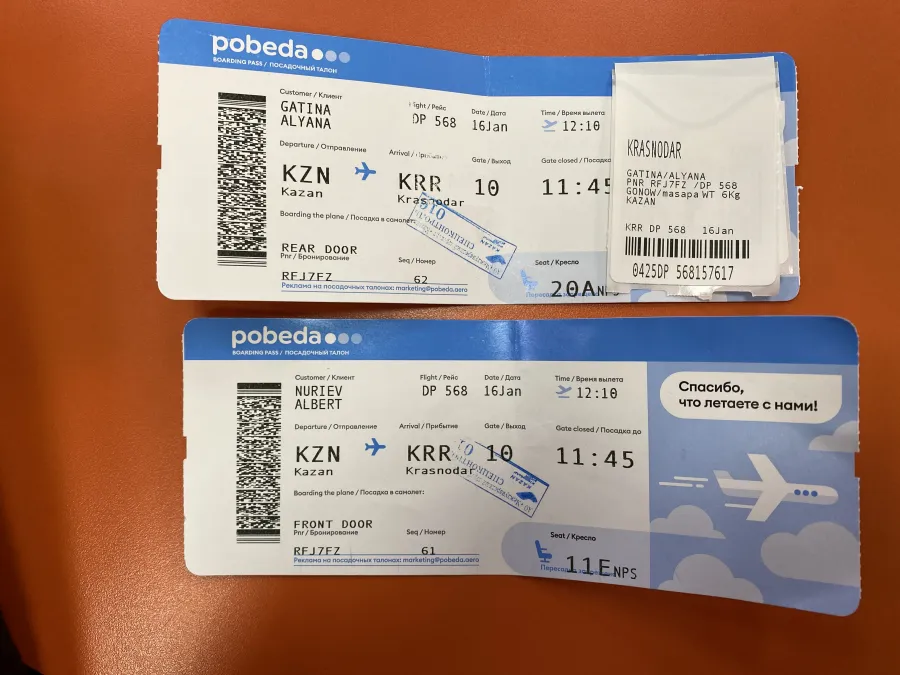 pobeda
BOARDING PASS / ПОСАДОЧНЫЙ ТАЛОН
Customer / Клиент
GATINA
ALYANA
light / Рейс
DP 568
Date / Дата
16Jan
Time / Время вылета
12:10
Departure / Отправление
KZN
Kazan
Arrival /
KRR
Krasnodar
Gate / Выход
10
Gate closed / Посадка
11:45
Boarding the plane / Посадка в самолет:
REAR DOOR
Pnr / Бронирование
RFJ7FZ
Seq / Номер
62
Seat / Кресло
20A
Реклама на посадочных талонах: marketing@pobeda.aero
СПЕЦКОНТРОЛЬ
KAZAN
KRASNODAR
GATINA/ALYANA
PNR RFJ7FZ /DP 568
GONOW/masapa WT 6Kg
KAZAN
KRR DP 568 16Jan
0425DP 568157617
pobeda
BOARDING PASS / ПОСАДОЧНЫЙ ТАЛОН
Customer / Клиент
NURIEV
ALBERT
Flight / Рейс
DP 568
Date / Дата
16Jan
Time / Время вылета
12:10
Departure / Отправление
KZN
Kazan
Arrival / Прибытие
KRR
Krasnodar
Gate / Выход
10
Gate closed / Посадка до
11:45
Boarding the plane / Посадка в самолет:
FRONT DOOR
Pnr / Бронирование
RFJ7FZ
Seq / Номер
61
Seat / Кресло
11E NPS
Реклама на посадочных талонах: marketing@pobeda.aero
KAZAN
Спасибо,
что летаете с нами!